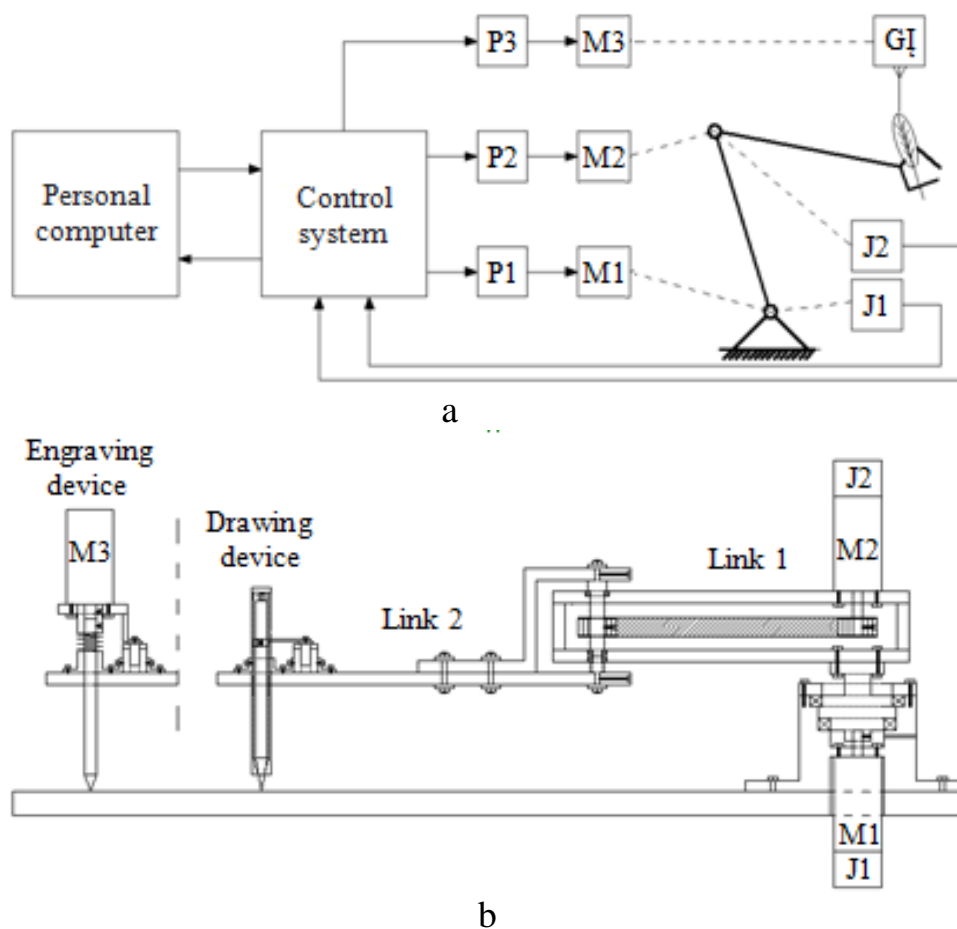 P3
M3
GĮ
Personal
computer
Control
system
P2
M2
P1
M1
J2
J1
a
Engraving
device
M3
Drawing
device
Link 2
Link 1
J2
M2
M1
J1
b